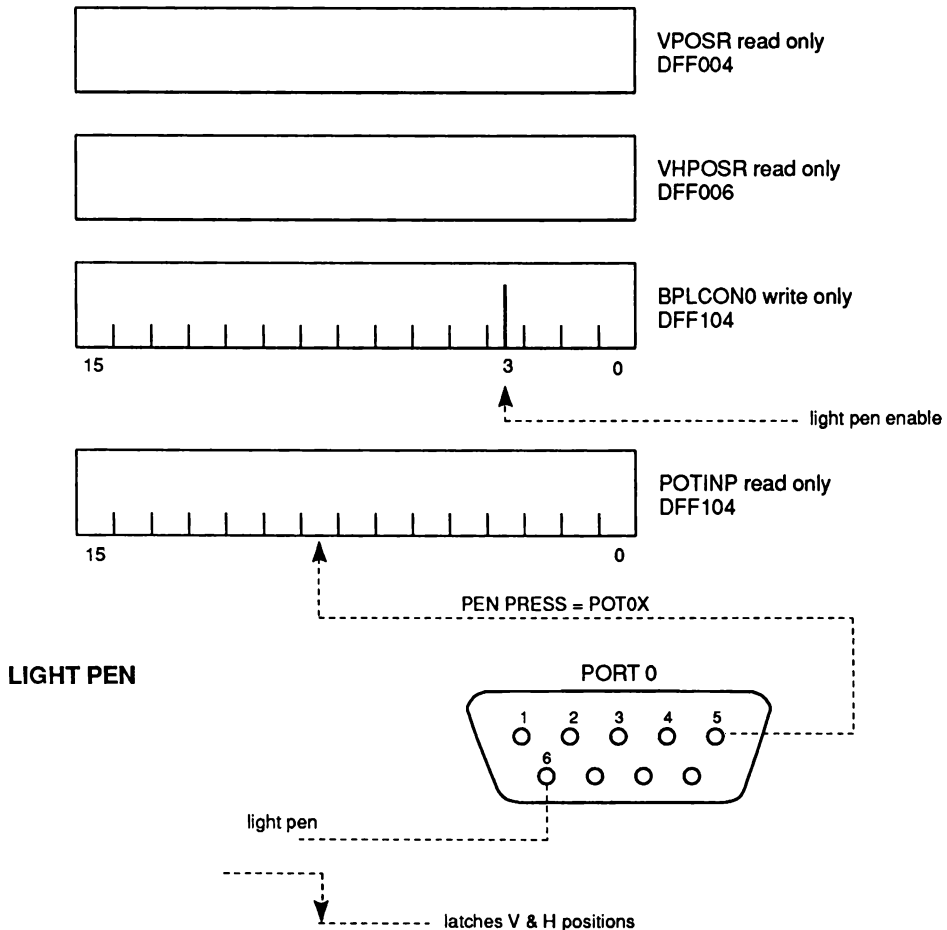 VPOSR read only
DFF004
VHPOSR read only
DFF006
BPLCON0 write only
DFF104
15 3 0
light pen enable
POTINP read only
DFF104
15 0
PEN PRESS = POT0X
LIGHT PEN
PORT 0
1 2 3 4 5
6
light pen
latches V & H positions